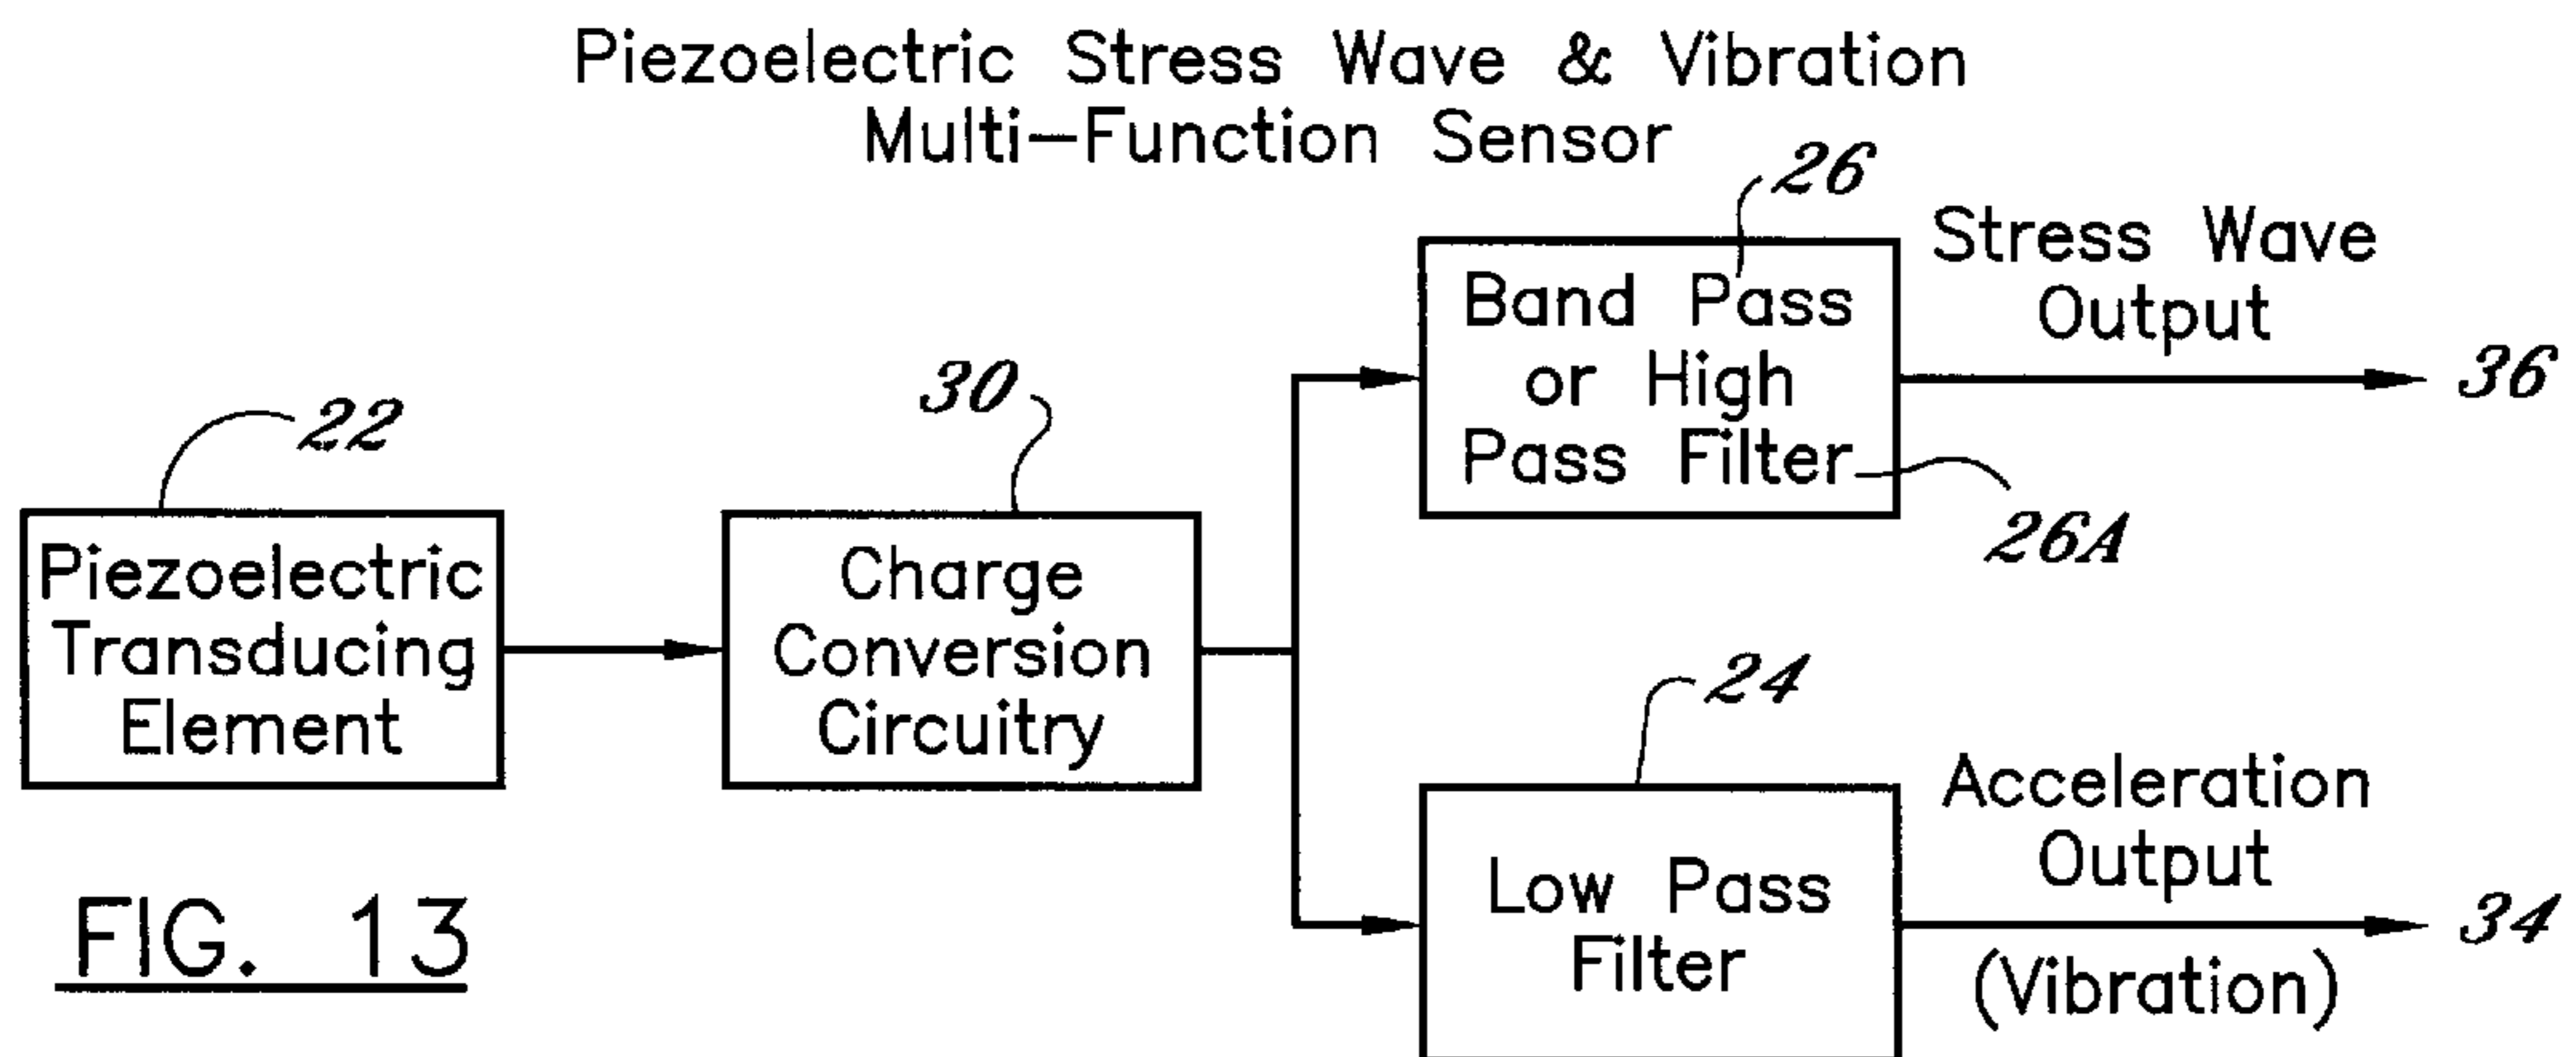 Piezoelectric Stress Wave & Vibration
Multi-Function Sensor
22
Piezoelectric
Transducing
Element
30
Charge
Conversion
Circuitry
26
Band Pass
or High
Pass Filter
26A
Stress Wave
Output
36
24
Low Pass
Filter
Acceleration
Output
(Vibration)
34
FIG. 13